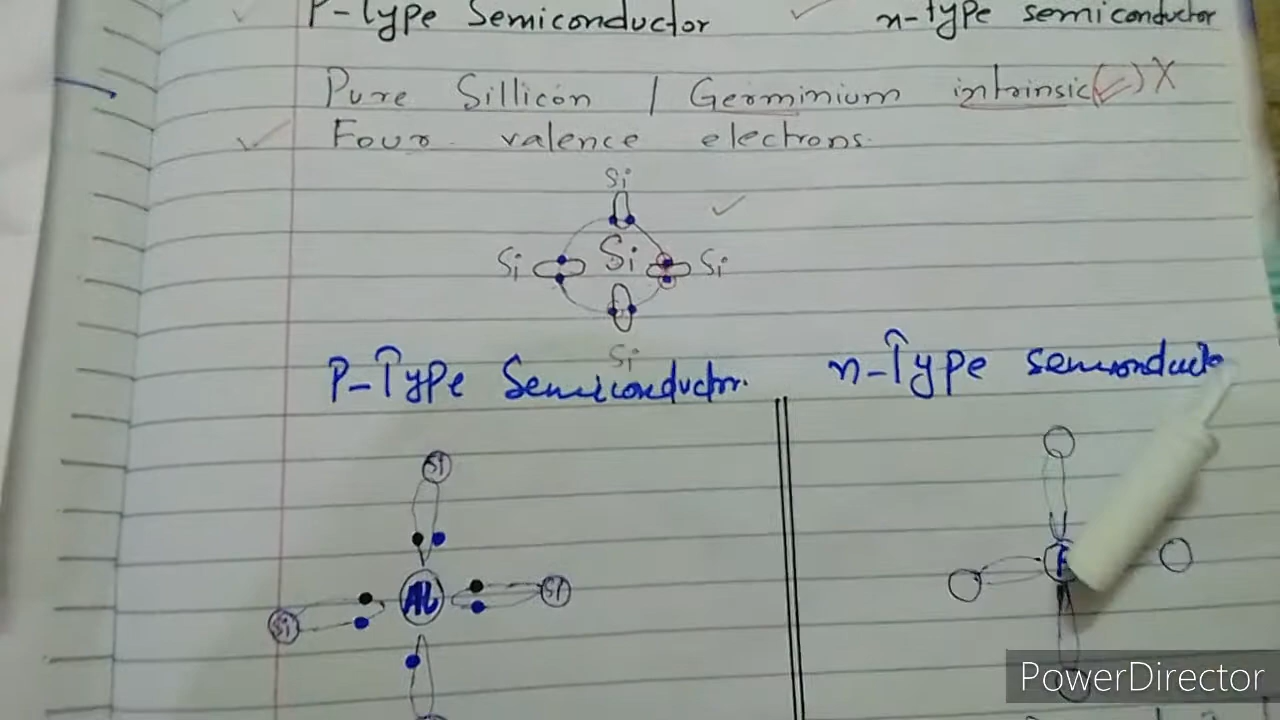 P-Type Semiconductor n-type semiconductor
Pure Sillicon / Germinium intrinsic(-) X
Four valence electrons.
Si
Si Si Si
Si
P-Type Semiconductor. n-Type
Si
AL Si
Si
PowerDirector